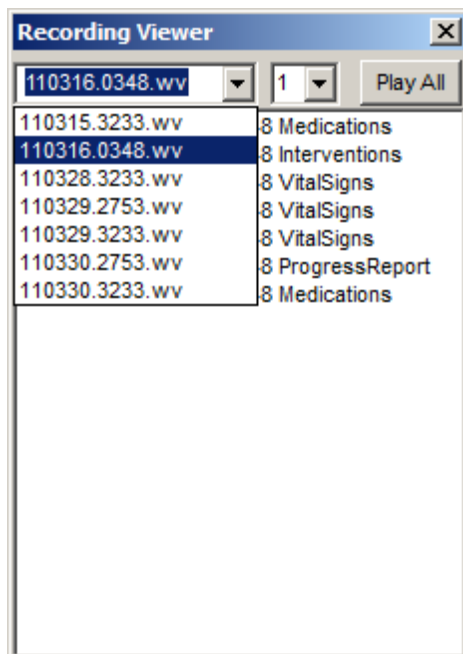 Recording Viewer
110316.0348.wv 1 Play All
110315.3233.wv -8 Medications
110316.0348.wv -8 Interventions
110328.3233.wv -8 VitalSigns
110329.2753.wv -8 VitalSigns
110329.3233.wv -8 VitalSigns
110330.2753.wv -8 ProgressReport
110330.3233.wv -8 Medications